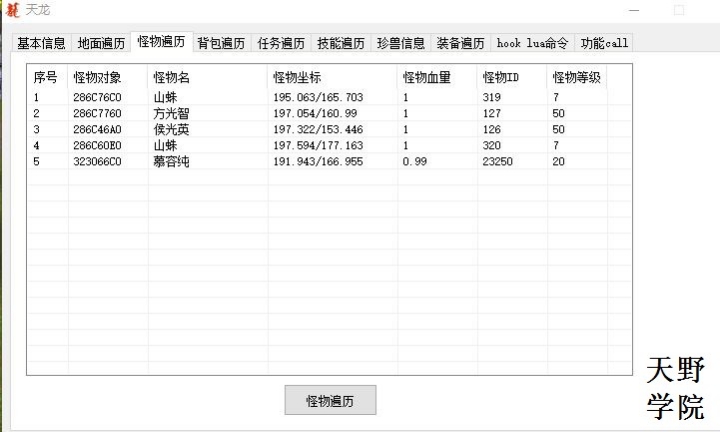 天龙
基本信息 地面遍历 怪物遍历 背包遍历 任务遍历 技能遍历 珍兽信息 装备遍历 hook lua命令 功能call
序号 怪物对象 怪物名 怪物坐标 怪物血量 怪物ID 怪物等级
1 286C76C0 山蛛 195.063/165.703 1 319 7
2 286C7760 方光智 197.054/160.99 1 127 50
3 286C46A0 侯光英 197.322/153.446 1 126 50
4 286C60E0 山蛛 197.594/177.163 1 320 7
5 323066C0 慕容纯 191.943/166.955 0.99 23250 20
怪物遍历
天野
学院